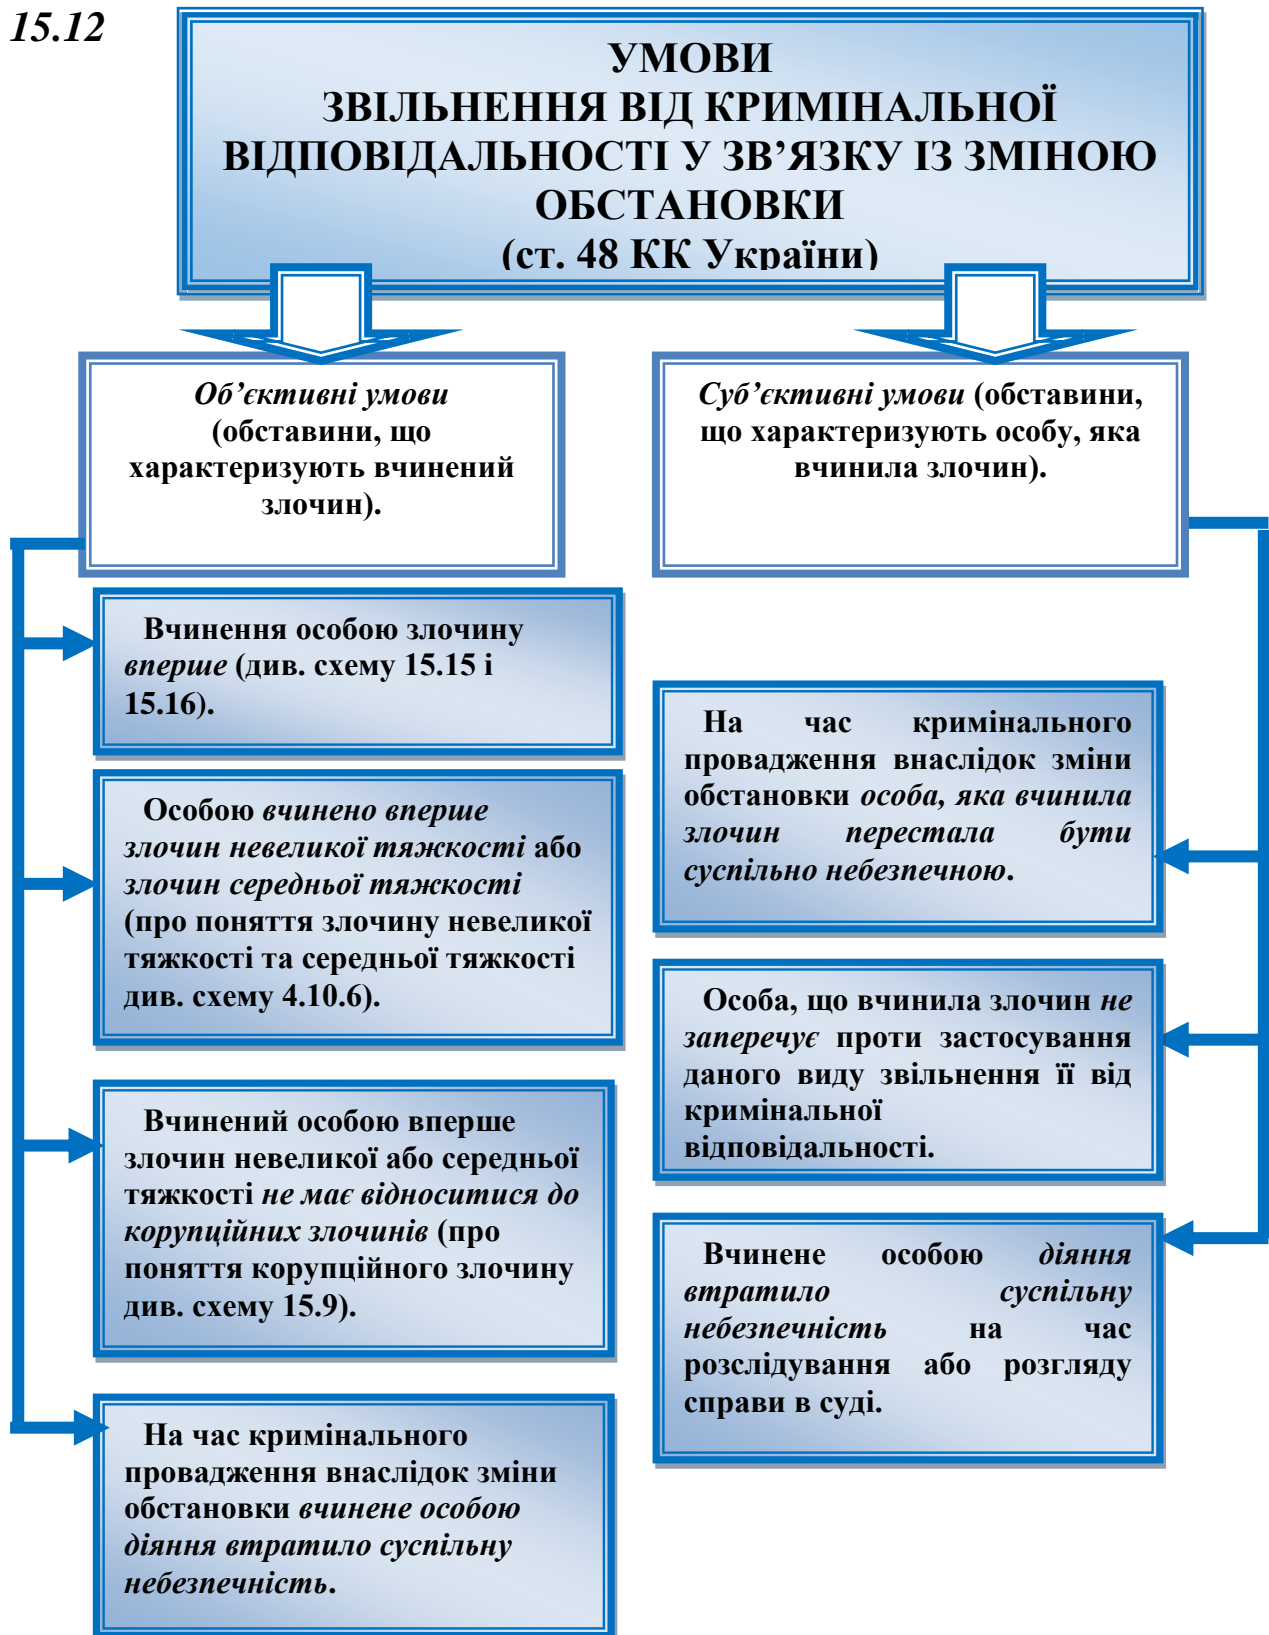 15.12
УМОВИ
ЗВІЛЬНЕННЯ ВІД КРИМІНАЛЬНОЇ
ВІДПОВІДАЛЬНОСТІ У ЗВ’ЯЗКУ ІЗ ЗМІНОЮ
ОБСТАНОВКИ
(ст. 48 КК України)
Об’єктивні умови
(обставини, що
характеризують вчинений
злочин).
Вчинення особою злочину
вперше (див. схему 15.15 і
15.16).
Особою вчинено вперше
злочин невеликої тяжкості або
злочин середньої тяжкості
(про поняття злочину невеликої
тяжкості та середньої тяжкості
див. схему 4.10.6).
Вчинений особою вперше
злочин невеликої або середньої
тяжкості не має відноситися до
корупційних злочинів (про
поняття корупційного злочину
див. схему 15.9).
На час кримінального
провадження внаслідок зміни
обстановки вчинене особою
діяння втратило суспільну
небезпечність.
Суб’єктивні умови (обставини,
що характеризують особу, яка
вчинила злочин).
На час кримінального
провадження внаслідок зміни
обстановки особа, яка вчинила
злочин перестала бути
суспільно небезпечною.
Особа, що вчинила злочин не
заперечує проти застосування
даного виду звільнення її від
кримінальної
відповідальності.
Вчинене особою діяння
втратило суспільну
небезпечність на час
розслідування або розгляду
справи в суді.